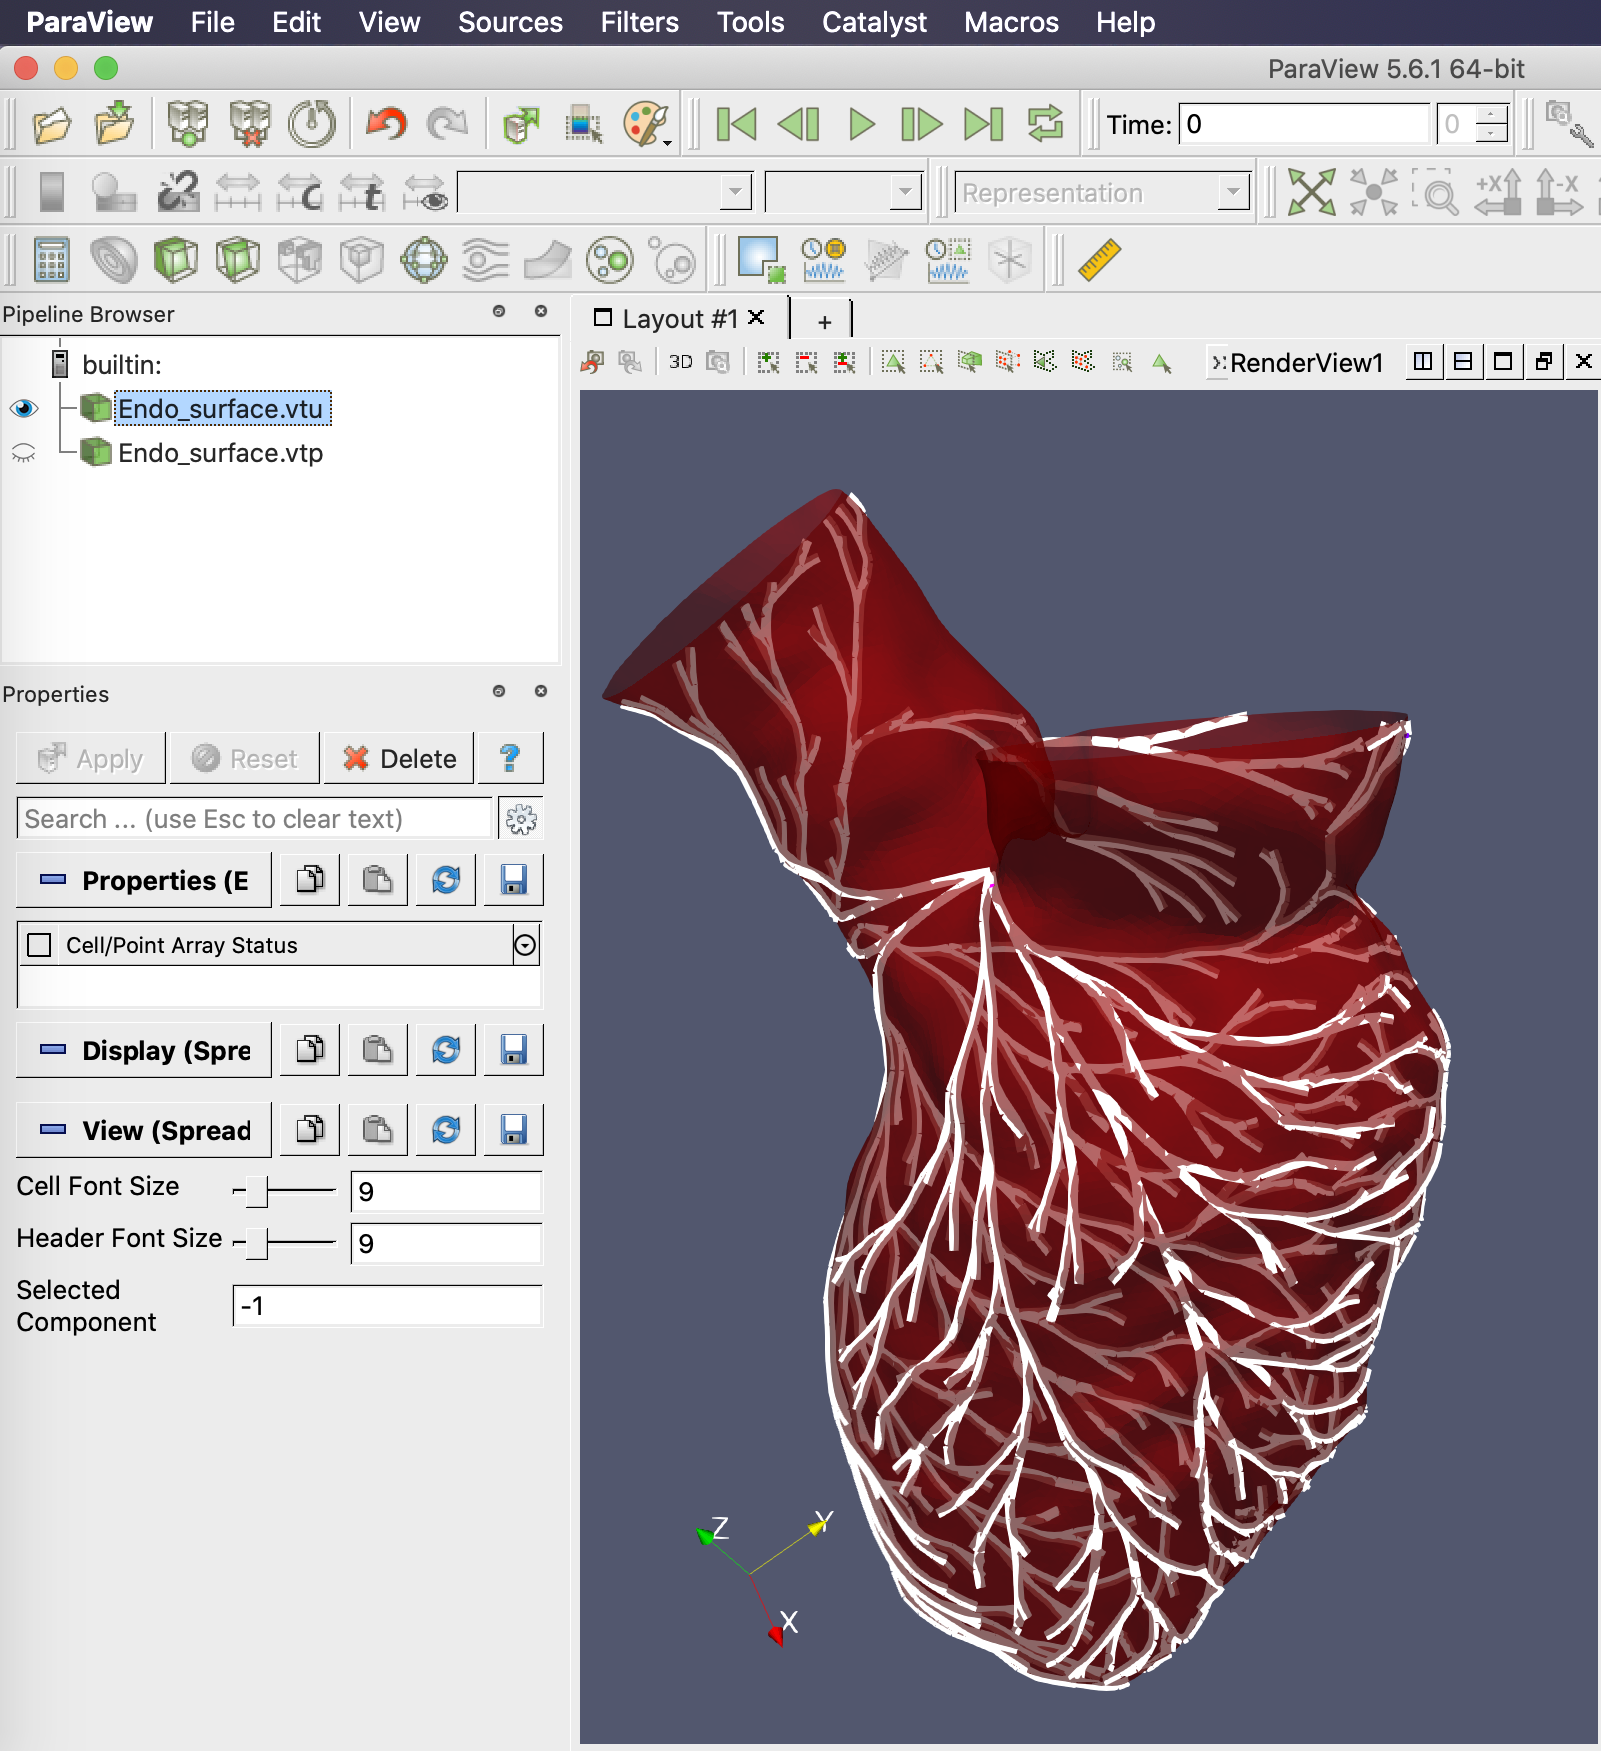 ParaView File Edit View Sources Filters Tools Catalyst Macros Help
ParaView 5.6.1 64-bit
Time: 0 0
C t Representation +X -X
Pipeline Browser
Layout #1 +
builtin:
3D RenderView1
Endo_surface.vtu
Endo_surface.vtp
Properties
Apply Reset Delete ?
Search ... (use Esc to clear text)
Properties (E
Cell/Point Array Status
Display (Spre
View (Spread
Cell Font Size 9
Header Font Size 9
Selected
Component -1
Z Y
X